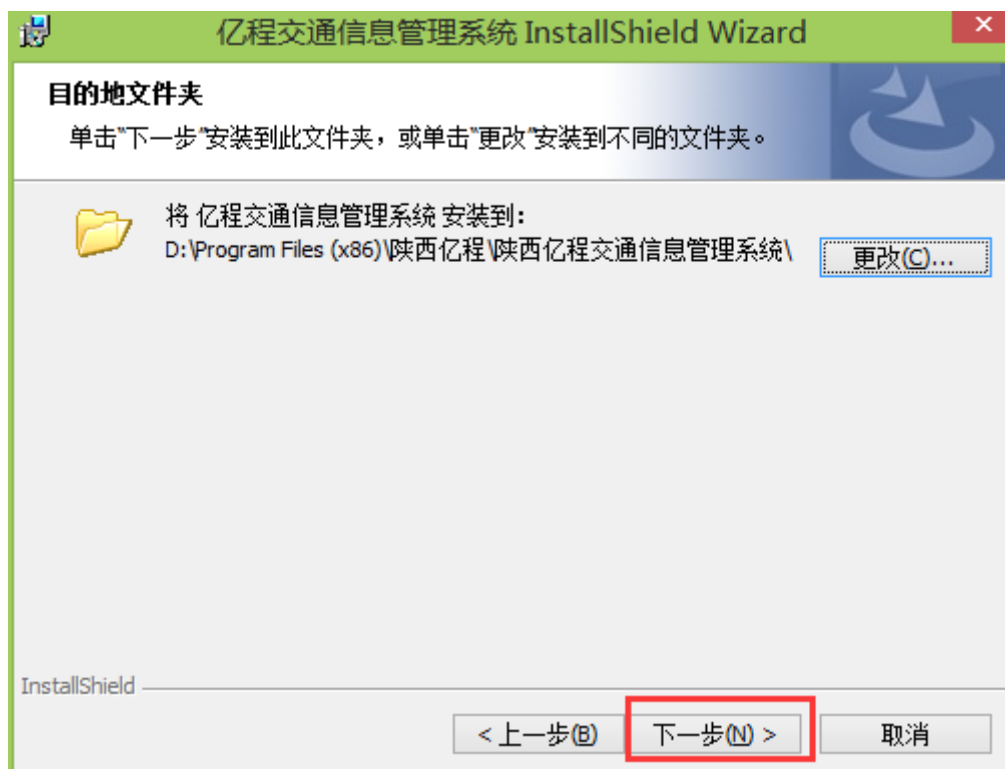 亿程交通信息管理系统 InstallShield Wizard
目的地文件夹
单击"下一步"安装到此文件夹，或单击"更改"安装到不同的文件夹。
将 亿程交通信息管理系统 安装到：
D:\Program Files (x86)\陕西亿程\陕西亿程交通信息管理系统\
更改(C)...
InstallShield
< 上一步(B)
下一步(N) >
取消